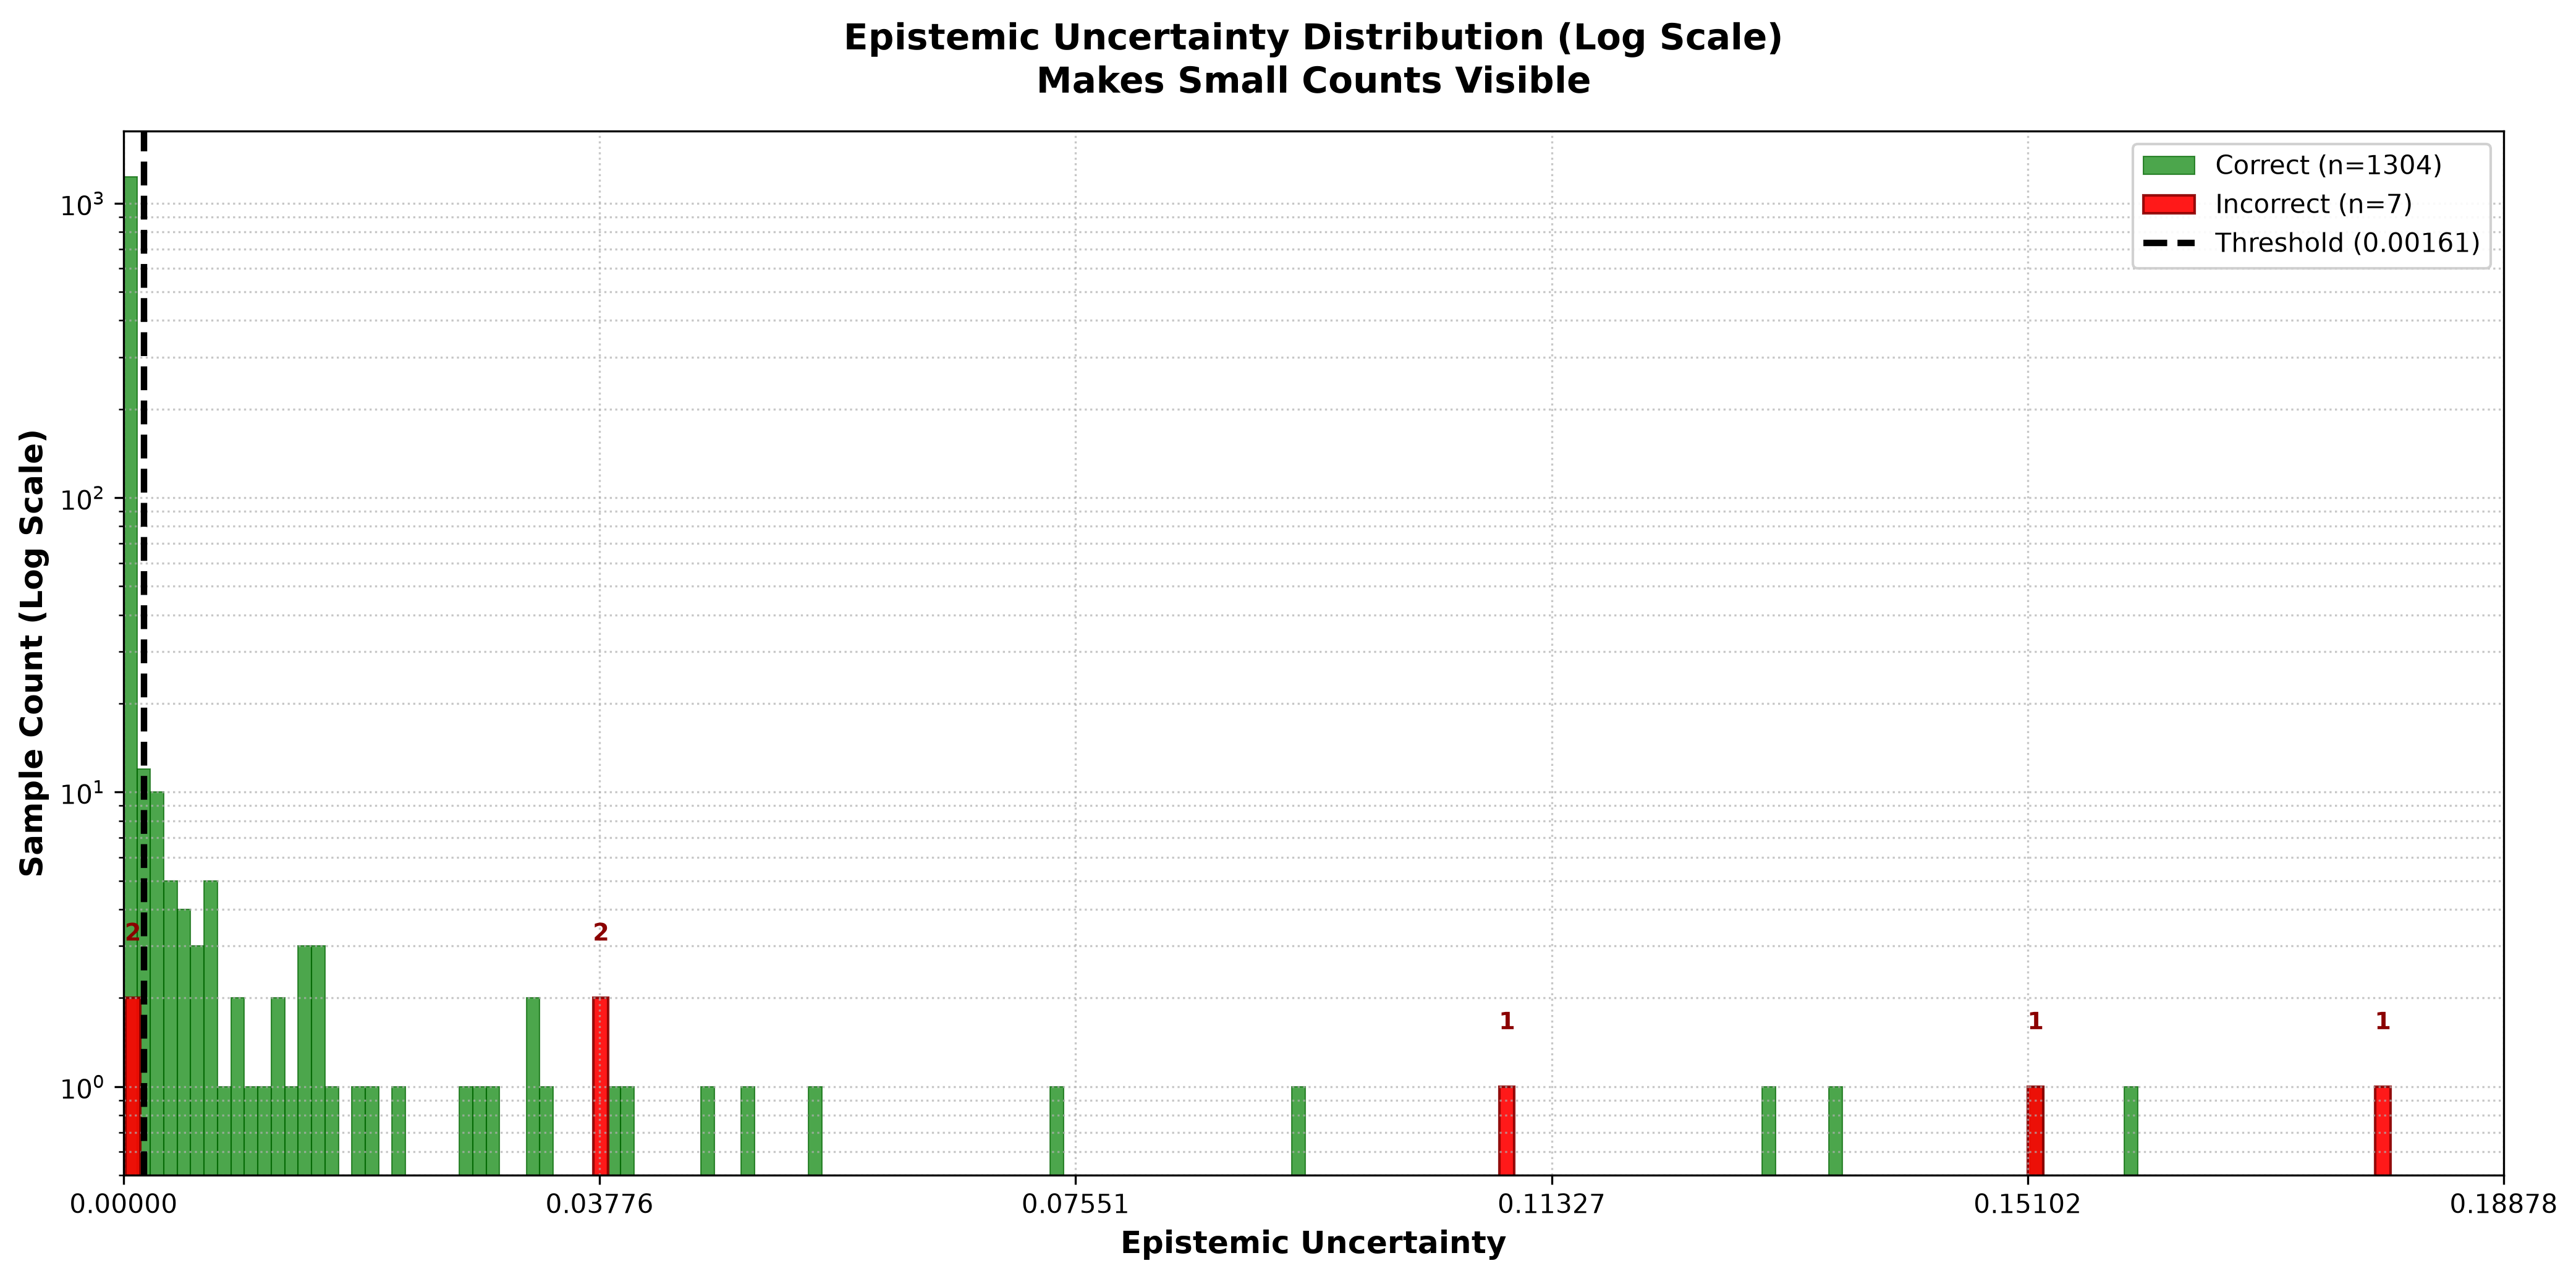 Epistemic Uncertainty Distribution (Log Scale)
Makes Small Counts Visible
Correct (n=1304)
Incorrect (n=7)
Threshold (0.00161)
Sample Count (Log Scale)
10³
10²
10¹
10⁰
2
2
1
1
1
0.00000
0.03776
0.07551
0.11327
0.15102
0.18878
Epistemic Uncertainty